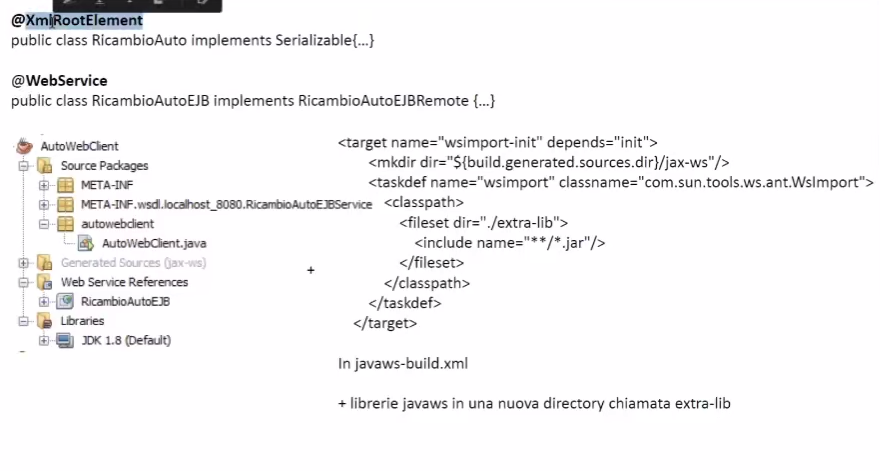 @XmlRootElement
public class RicambioAuto implements Serializable{...}
@WebService
public class RicambioAutoEJB implements RicambioAutoEJBRemote {...}
AutoWebClient
Source Packages
META-INF
META-INF.wsdl.localhost_8080.RicambioAutoEJBService
autowebclient
AutoWebClient.java
Generated Sources (jax-ws)
Web Service References
RicambioAutoEJB
Libraries
JDK 1.8 (Default)
+
<target name="wsimport-init" depends="init">
<mkdir dir="${build.generated.sources.dir}/jax-ws"/>
<taskdef name="wsimport" classname="com.sun.tools.ws.ant.WsImport">
<classpath>
<fileset dir="./extra-lib">
<include name="**/*.jar"/>
</fileset>
</classpath>
</taskdef>
</target>
In javaws-build.xml
+ librerie javaws in una nuova directory chiamata extra-lib